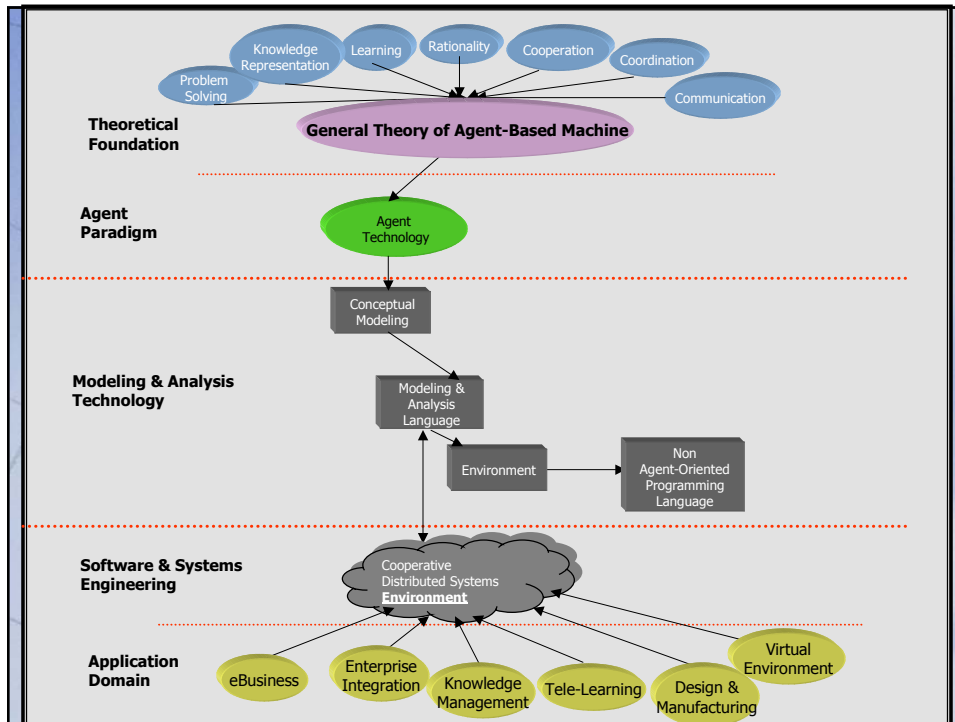 Knowledge
Representation
Learning
Rationality
Cooperation
Coordination
Problem
Solving
Communication
Theoretical
Foundation
General Theory of Agent-Based Machine
Agent
Paradigm
Agent
Technology
Conceptual
Modeling
Modeling & Analysis
Technology
Modeling &
Analysis
Language
Environment
Non
Agent-Oriented
Programming
Language
Software & Systems
Engineering
Cooperative
Distributed Systems
Environment
Application
Domain
eBusiness
Enterprise
Integration
Knowledge
Management
Tele-Learning
Design &
Manufacturing
Virtual
Environment